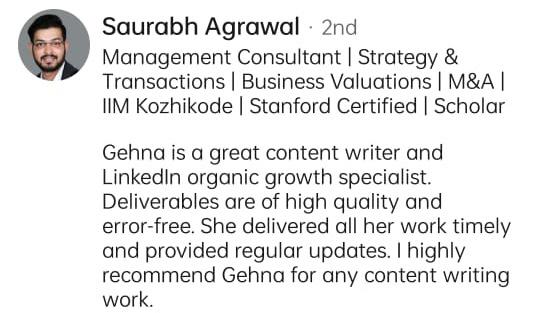 Saurabh Agrawal · 2nd
Management Consultant | Strategy &
Transactions | Business Valuations | M&A |
IIM Kozhikode | Stanford Certified | Scholar
Gehna is a great content writer and
LinkedIn organic growth specialist.
Deliverables are of high quality and
error-free. She delivered all her work timely
and provided regular updates. I highly
recommend Gehna for any content writing
work.